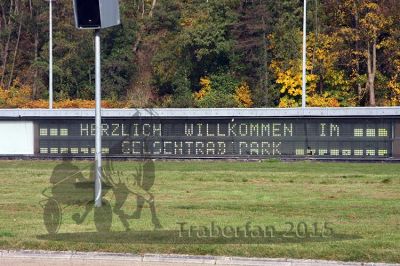 HERZLICH WILLKOMMEN IM
GELSENTRABPARK
Traberfan 2015